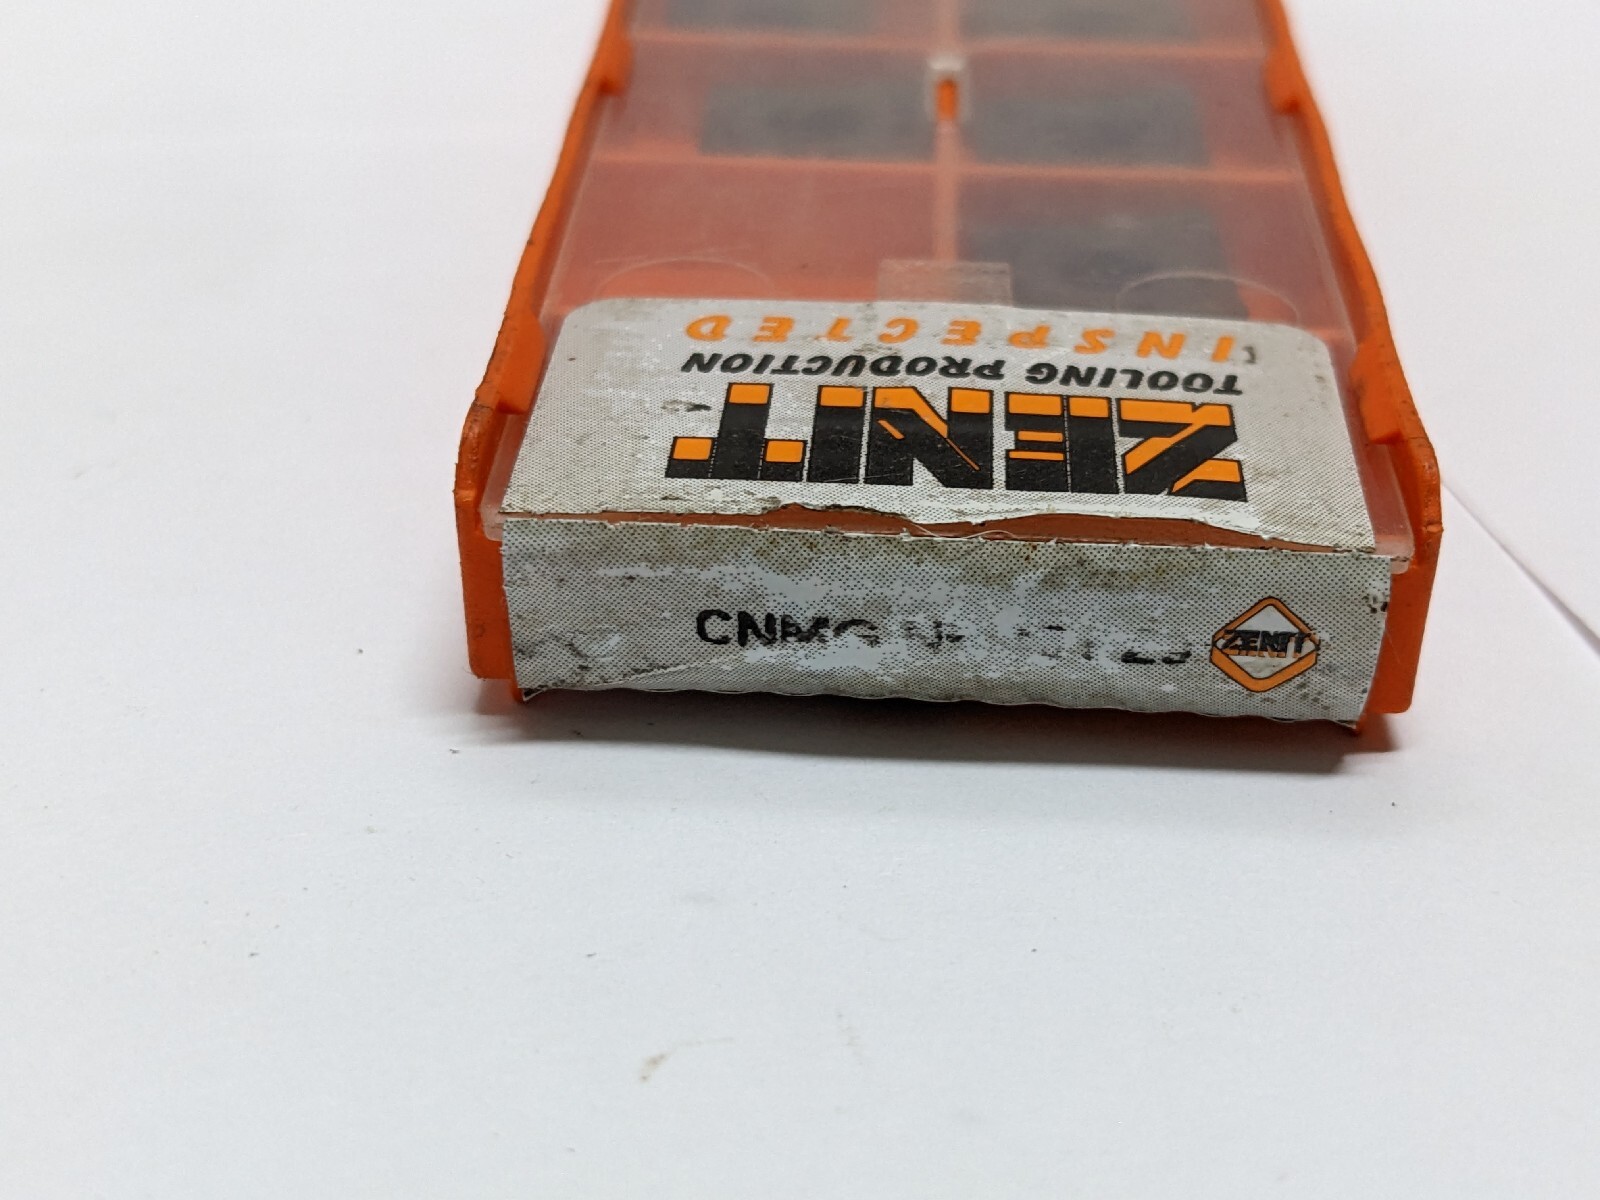 ZENIT
TOOLING PRODUCTION
INSPECTED
CNMG
ZENIT